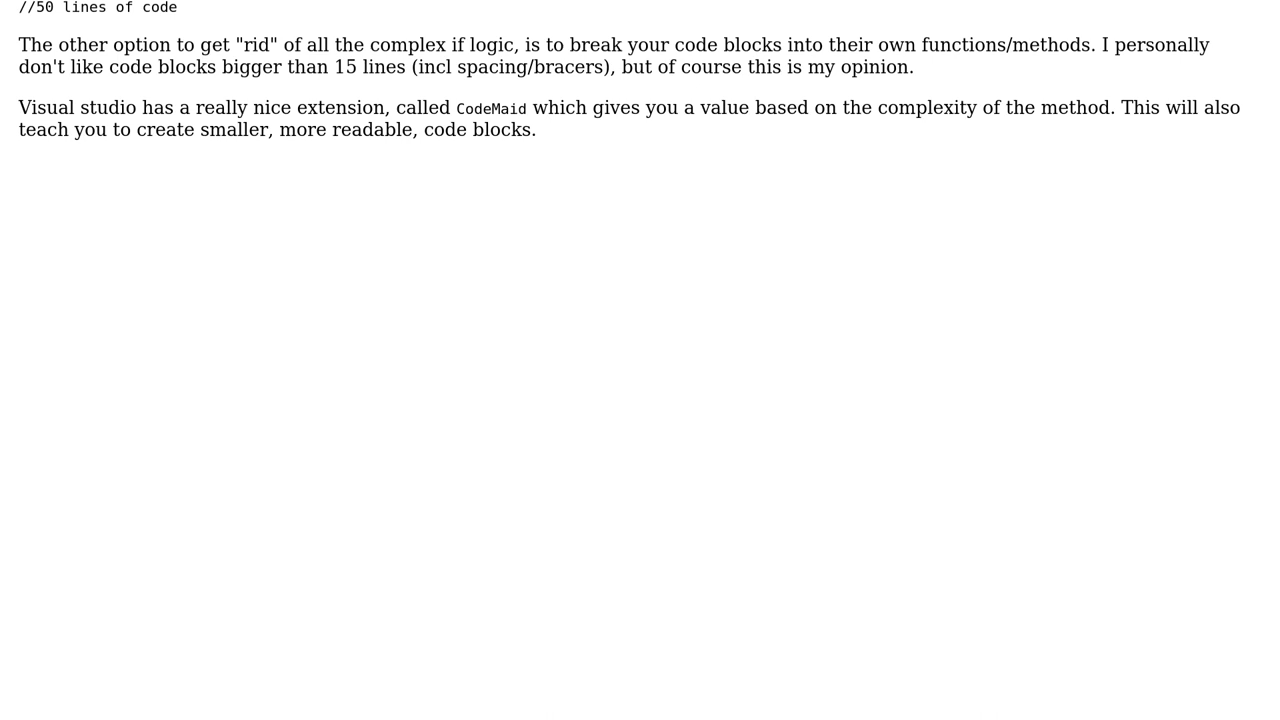 //50 lines of code
The other option to get "rid" of all the complex if logic, is to break your code blocks into their own functions/methods. I personally
don't like code blocks bigger than 15 lines (incl spacing/bracers), but of course this is my opinion.
Visual studio has a really nice extension, called CodeMaid which gives you a value based on the complexity of the method. This will also
teach you to create smaller, more readable, code blocks.